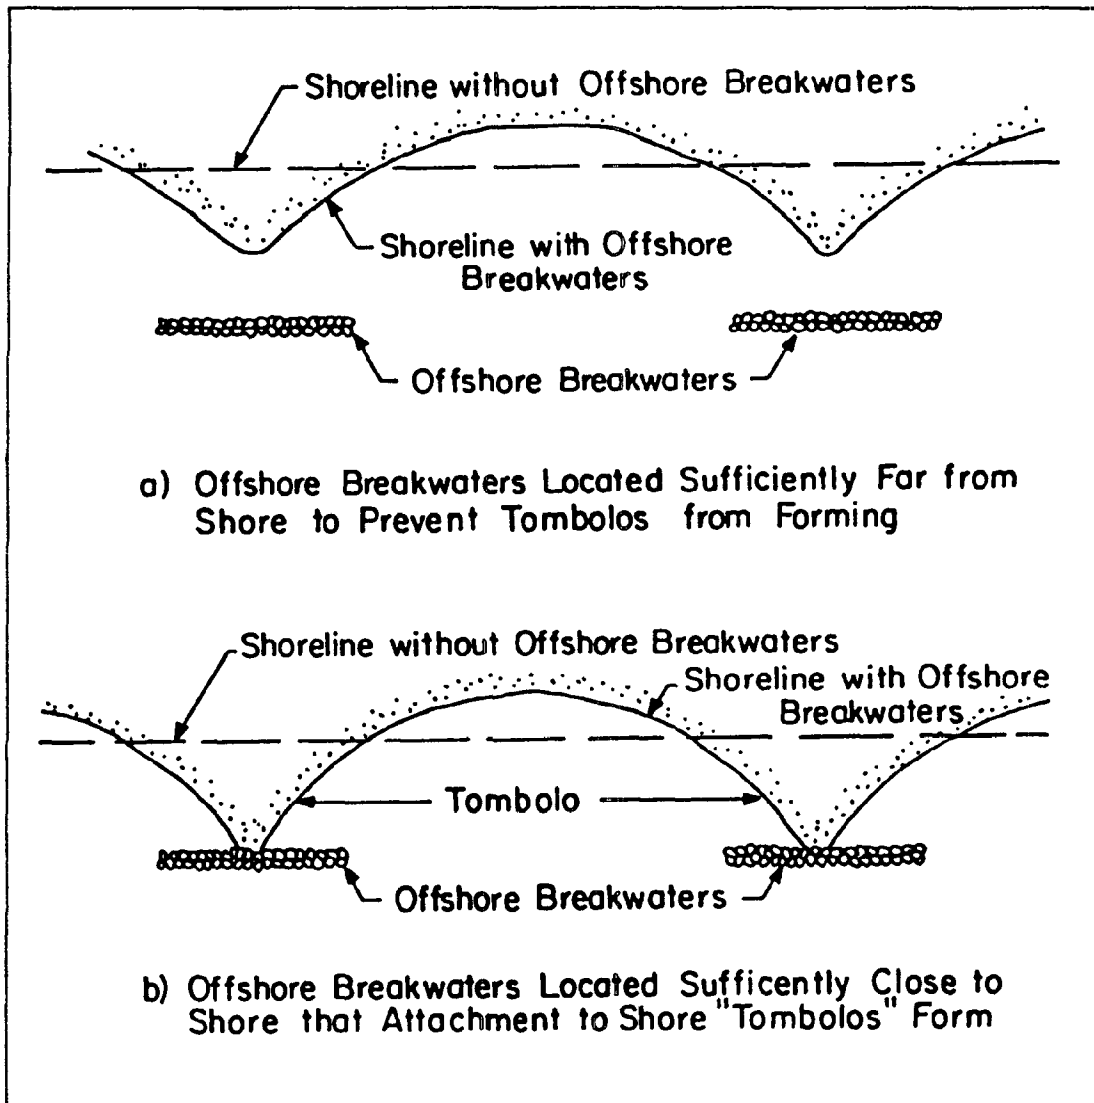 Shoreline without Offshore Breakwaters
Shoreline with Offshore
Breakwaters
Offshore Breakwaters
a) Offshore Breakwaters Located Sufficiently Far from
Shore to Prevent Tombolos from Forming
Shoreline without Offshore Breakwaters
Shoreline with Offshore
Breakwaters
Tombolo
Offshore Breakwaters
b) Offshore Breakwaters Located Sufficently Close to
Shore that Attachment to Shore "Tombolos" Form